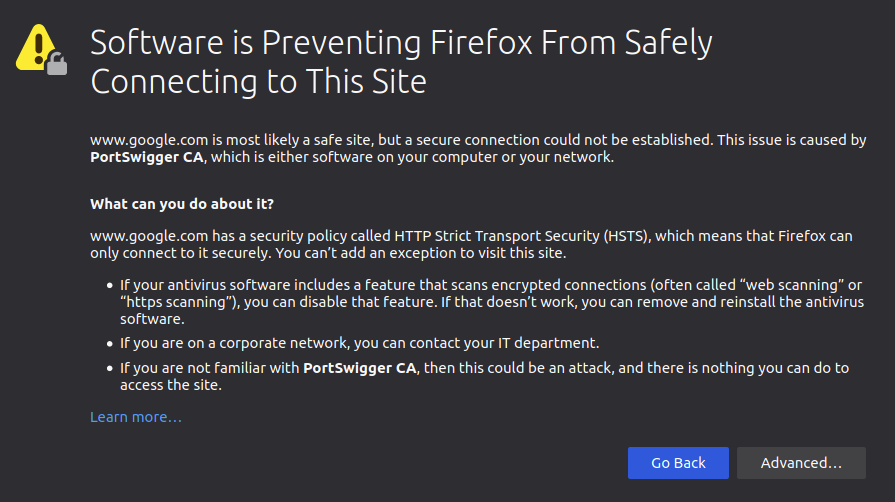 Software is Preventing Firefox From Safely
Connecting to This Site
www.google.com is most likely a safe site, but a secure connection could not be established. This issue is caused by
PortSwigger CA, which is either software on your computer or your network.
What can you do about it?
www.google.com has a security policy called HTTP Strict Transport Security (HSTS), which means that Firefox can
only connect to it securely. You can’t add an exception to visit this site.
• If your antivirus software includes a feature that scans encrypted connections (often called “web scanning” or
“https scanning”), you can disable that feature. If that doesn’t work, you can remove and reinstall the antivirus
software.
• If you are on a corporate network, you can contact your IT department.
• If you are not familiar with PortSwigger CA, then this could be an attack, and there is nothing you can do to
access the site.
Learn more…
Go Back
Advanced…